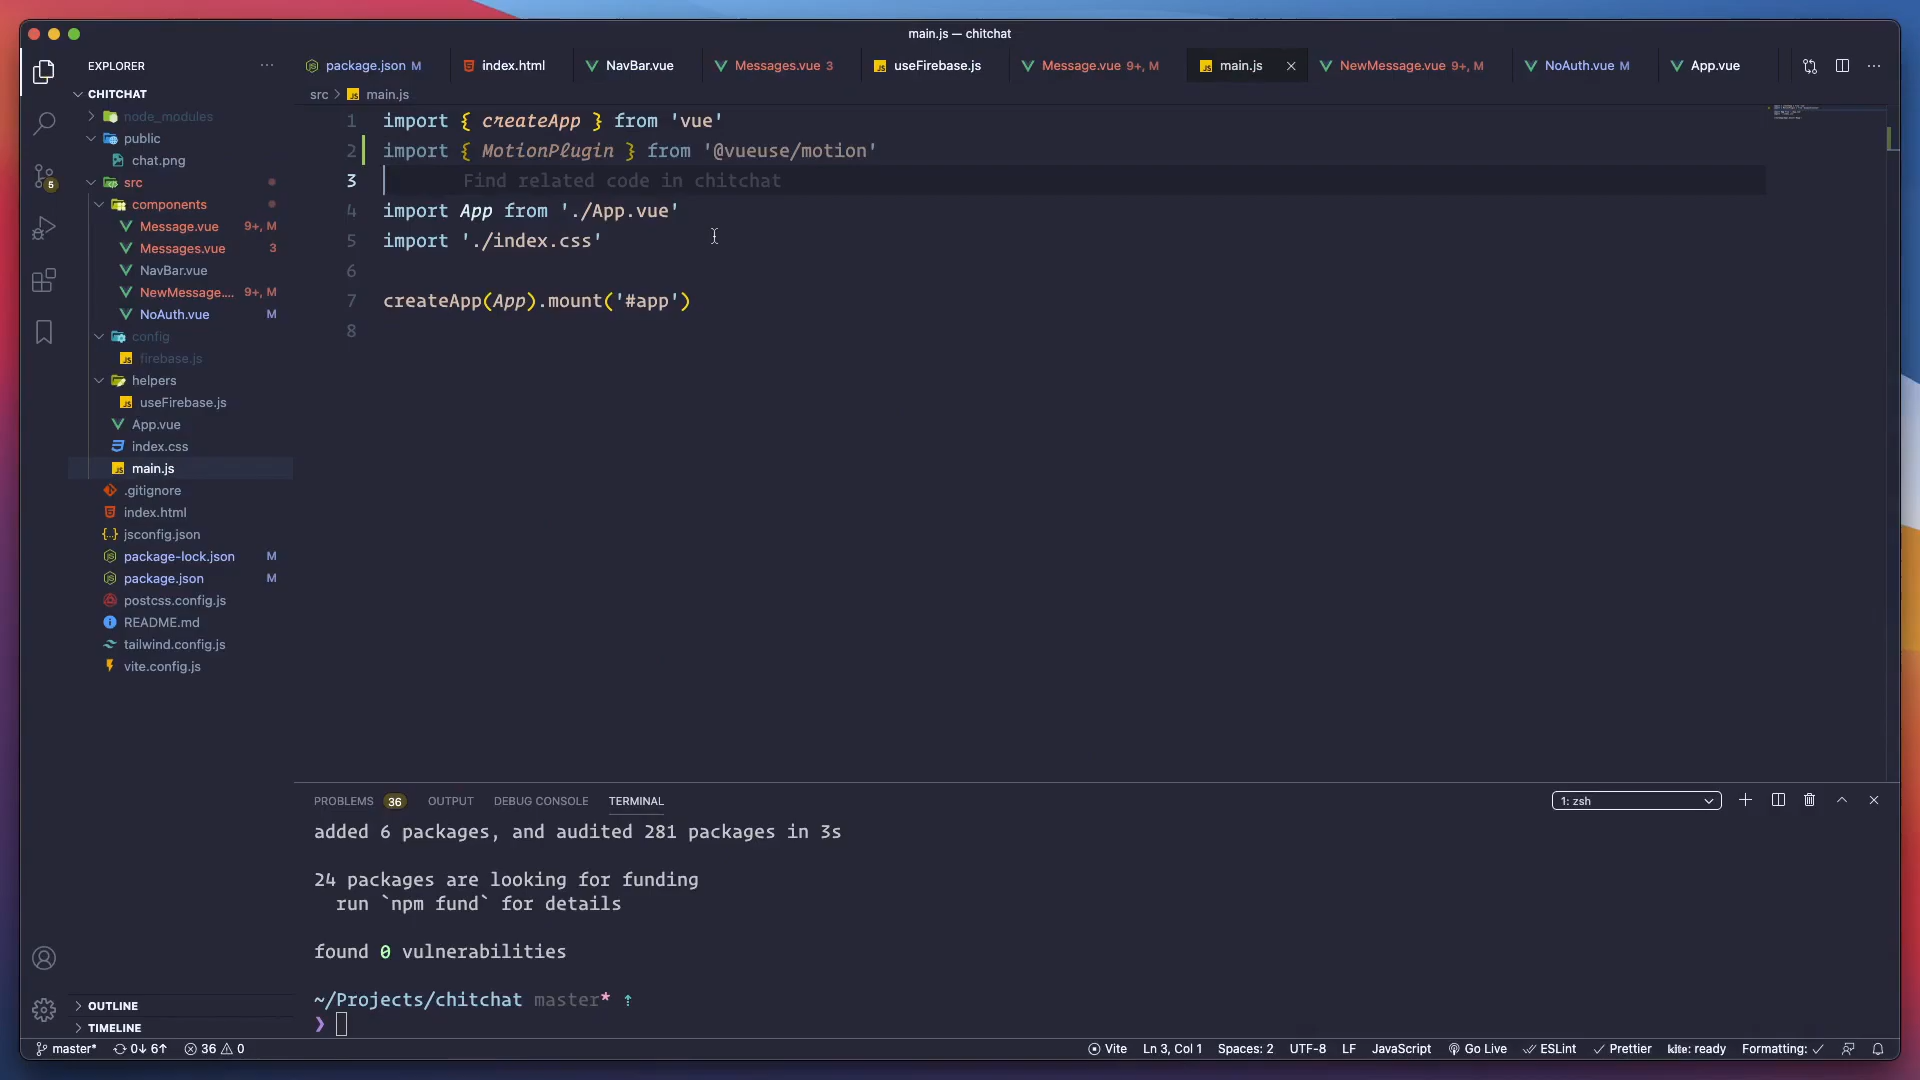 main.js — chitchat
EXPLORER
package.json M
index.html
NavBar.vue
Messages.vue 3
useFirebase.js
Message.vue 9+, M
main.js
NewMessage.vue 9+, M
NoAuth.vue M
App.vue
CHITCHAT
node_modules
public
chat.png
src
components
Message.vue 9+, M
Messages.vue 3
NavBar.vue
NewMessage.... 9+, M
NoAuth.vue M
config
firebase.js
helpers
useFirebase.js
App.vue
index.css
main.js
.gitignore
index.html
jsconfig.json
package-lock.json M
package.json M
postcss.config.js
README.md
tailwind.config.js
vite.config.js
OUTLINE
TIMELINE
5
src > main.js
1 import { createApp } from 'vue'
2 import { MotionPlugin } from '@vueuse/motion'
3 Find related code in chitchat
4 import App from './App.vue'
5 import './index.css'
6
7 createApp(App).mount('#app')
8
PROBLEMS 36 OUTPUT DEBUG CONSOLE TERMINAL
1: zsh
added 6 packages, and audited 281 packages in 3s
24 packages are looking for funding
run `npm fund` for details
found 0 vulnerabilities
~/Projects/chitchat master* ↑
❯
master* 0↓ 6↑ 36 0
Vite Ln 3, Col 1 Spaces: 2 UTF-8 LF JavaScript Go Live ESLint Prettier kite: ready Formatting: ✓